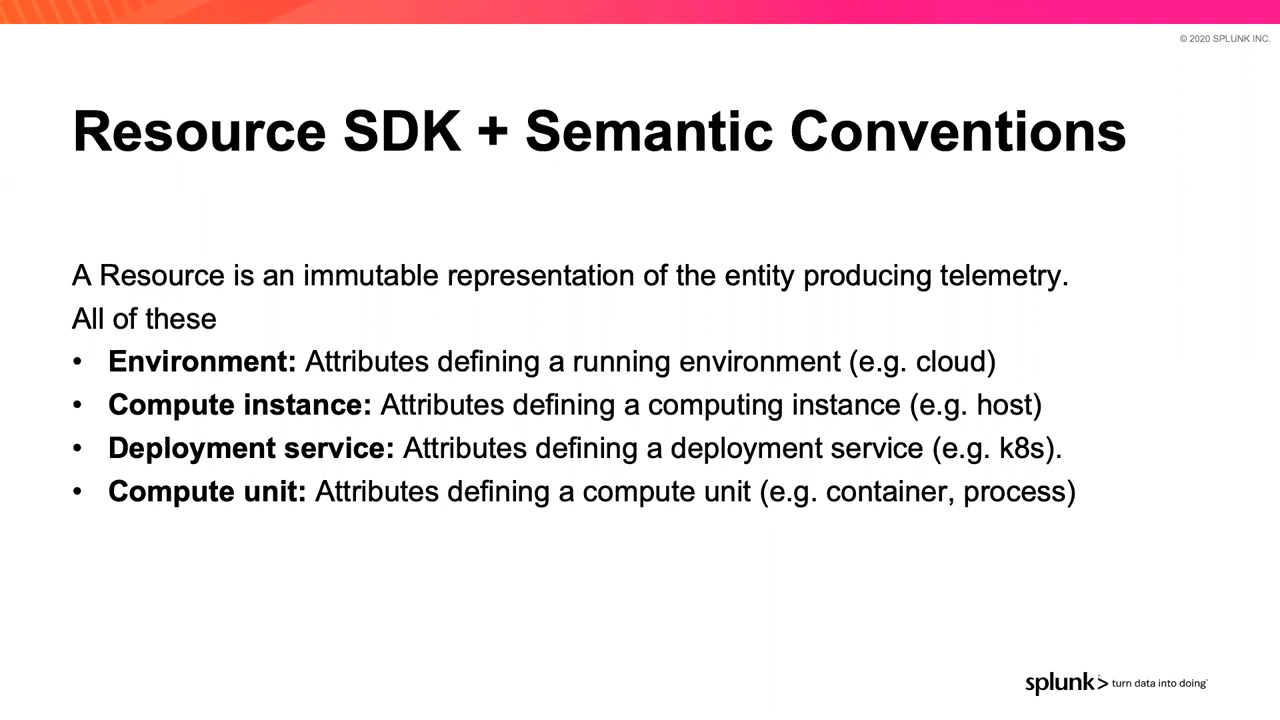 © 2020 SPLUNK INC.
Resource SDK + Semantic Conventions
A Resource is an immutable representation of the entity producing telemetry.
All of these
• Environment: Attributes defining a running environment (e.g. cloud)
• Compute instance: Attributes defining a computing instance (e.g. host)
• Deployment service: Attributes defining a deployment service (e.g. k8s).
• Compute unit: Attributes defining a compute unit (e.g. container, process)
splunk> turn data into doing